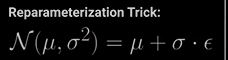 Reparameterization Trick:
𝒩(μ, σ²) = μ + σ · ϵ